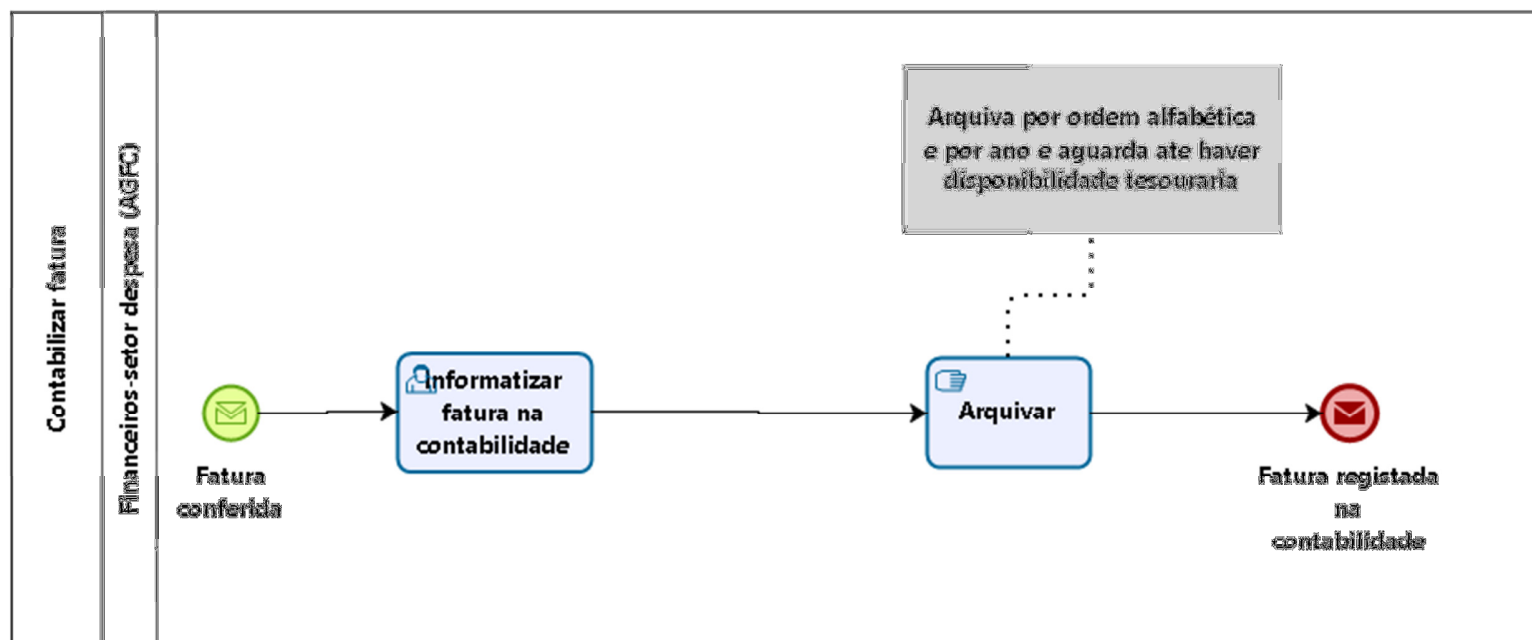 Contabilizar fatura
Financeiros-setor despesa (AGFC)
Arquiva por ordem alfabética
e por ano e aguarda ate haver
disponibilidade tesouraria
Informatizar
fatura na
contabilidade
Arquivar
Fatura
conferida
Fatura registada
na
contabilidade